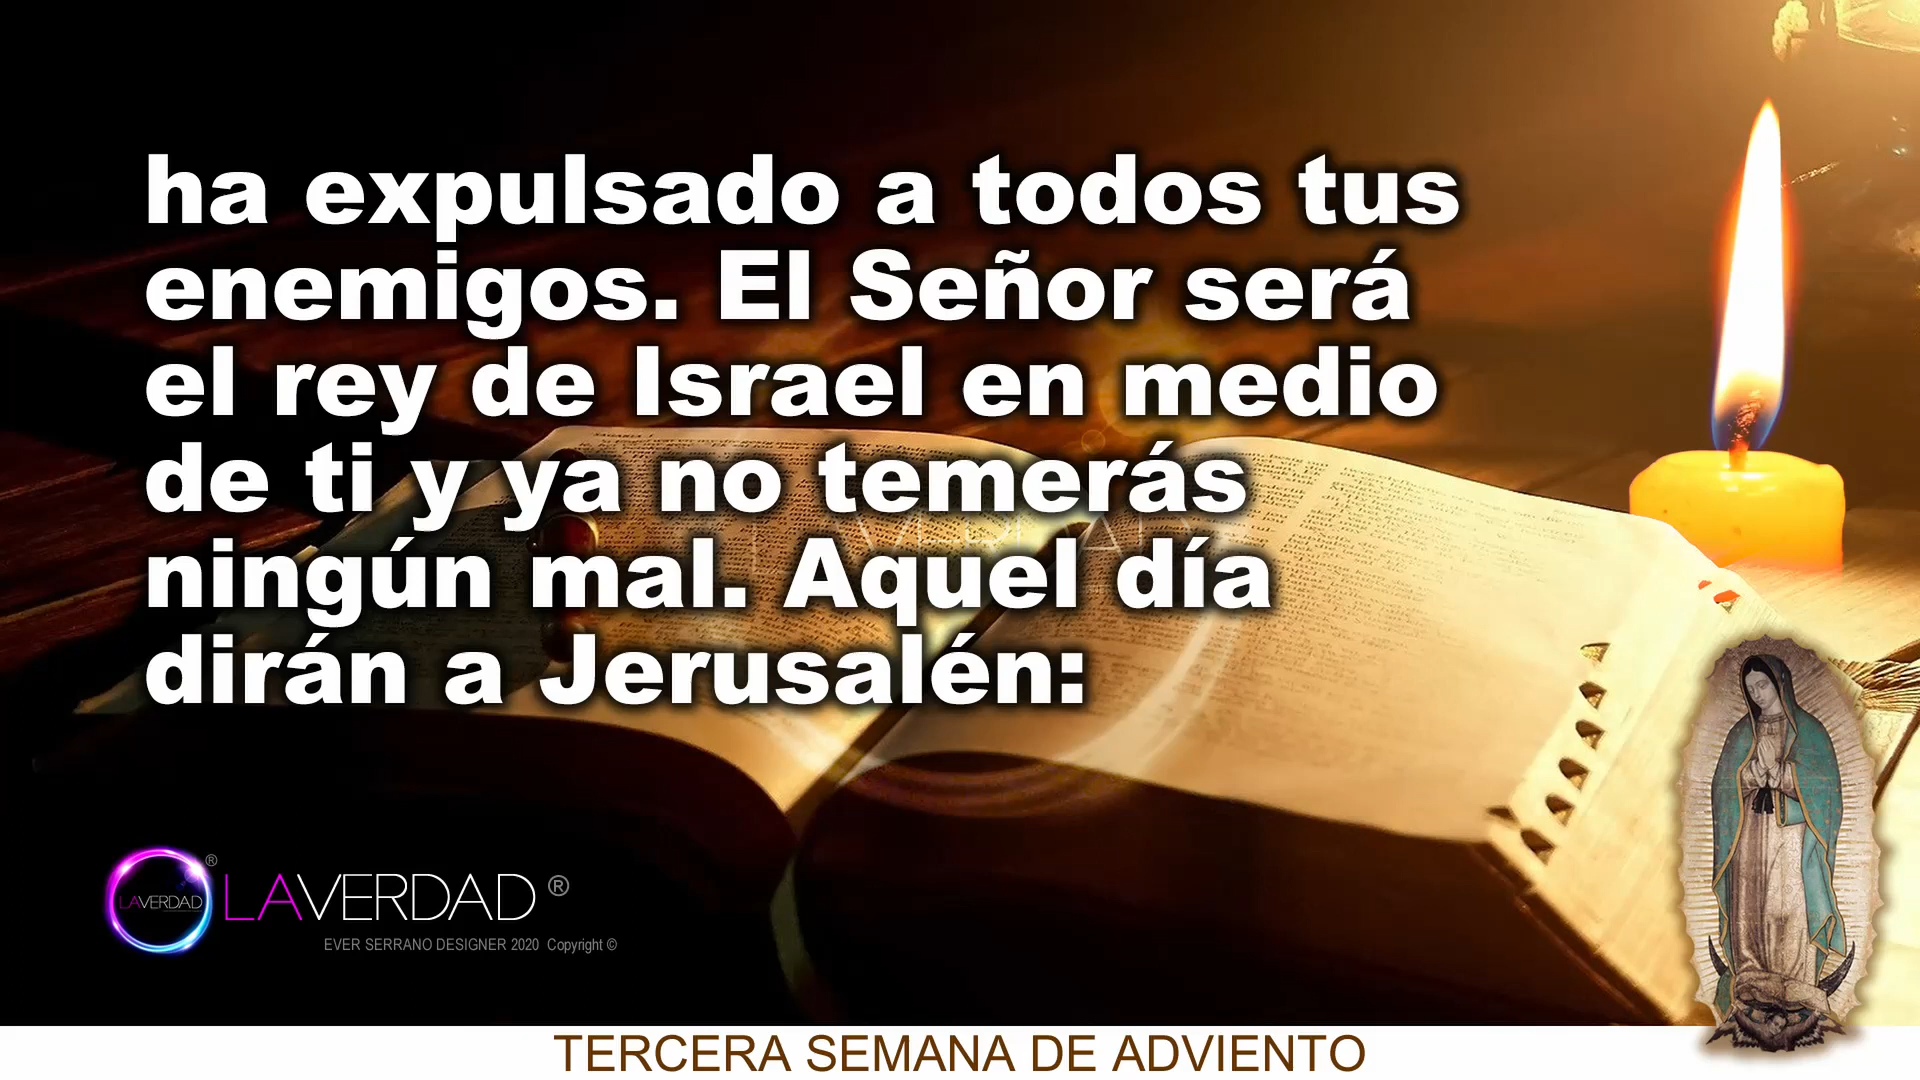 ha expulsado a todos tus
enemigos. El Señor será
el rey de Israel en medio
de ti y ya no temerás
ningún mal. Aquel día
dirán a Jerusalén:
LAVERDAD ®
LAVERDAD ®
EVER SERRANO DESIGNER 2020 Copyright ©
TERCERA SEMANA DE ADVIENTO